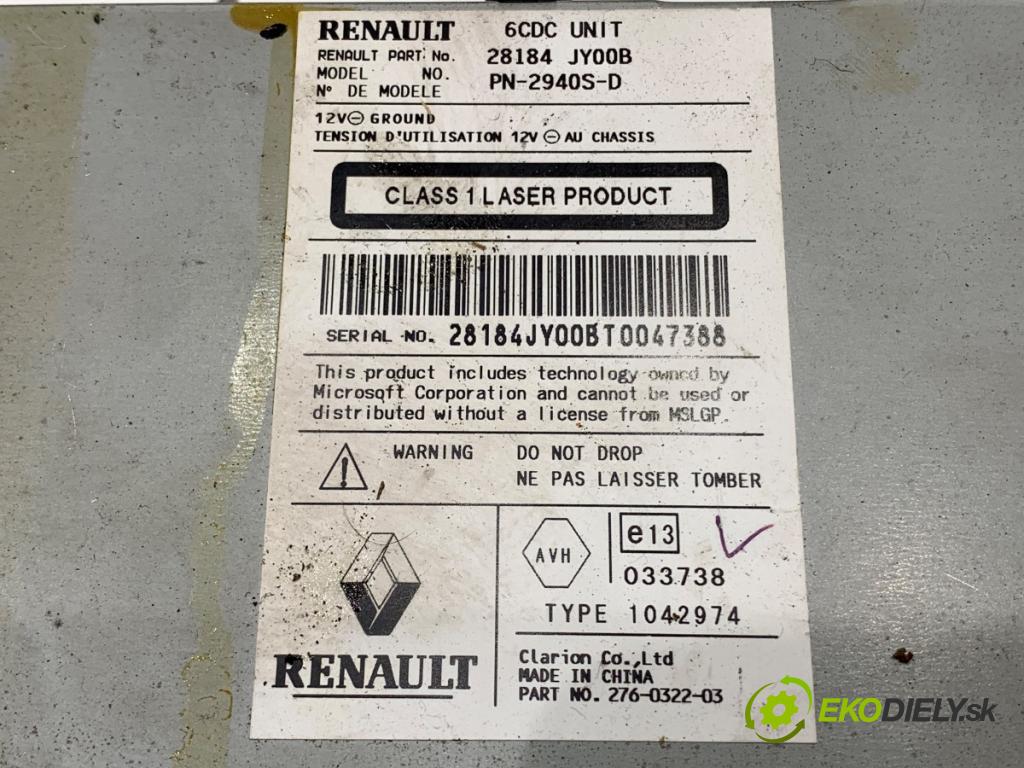 RENAULT 6CDC UNIT
RENAULT PART No. 28184 JY00B
MODEL NO. PN-2940S-D
N° DE MODELE
12V⊖ GROUND
TENSION D'UTILISATION 12V ⊖ AU CHASSIS
CLASS 1 LASER PRODUCT
SERIAL NO. 28184JY00BT0047388
This product includes technology owned by
Microsoft Corporation and cannot be used or
distributed without a license from MSLGP.
WARNING DO NOT DROP
NE PAS LAISSER TOMBER
AVH e13
033738
TYPE 1042974
RENAULT
Clarion Co.,Ltd
MADE IN CHINA
PART NO. 276-0322-03
EKODIELY.sk